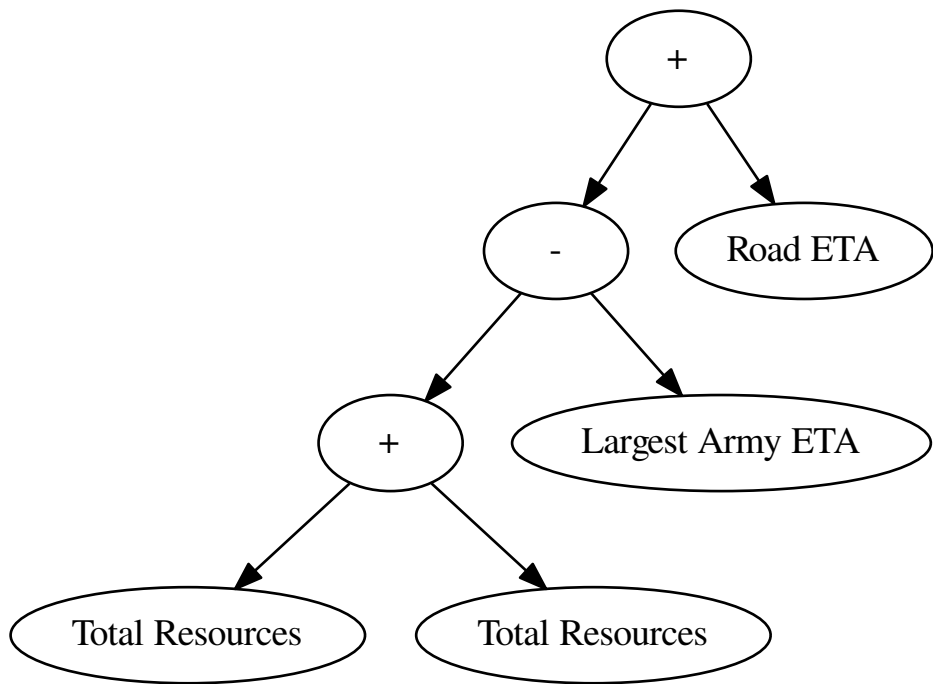 +
-
Road ETA
+
Largest Army ETA
Total Resources
Total Resources